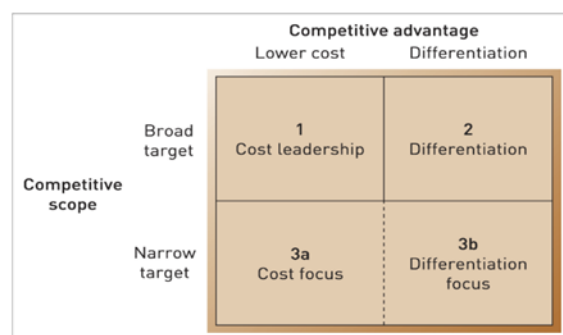 Competitive advantage
Lower cost Differentiation
Broad
target
1
Cost leadership
2
Differentiation
Competitive
scope
Narrow
target
3a
Cost focus
3b
Differentiation
focus